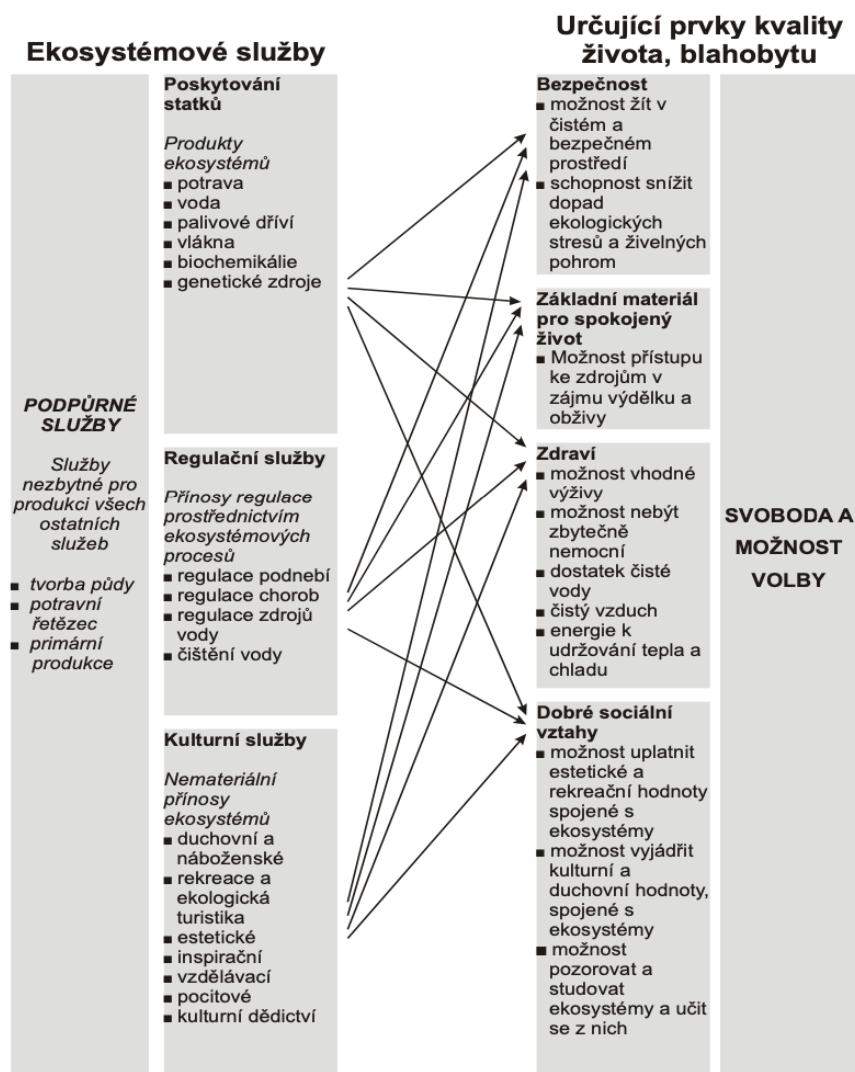 Ekosystémové služby
Určující prvky kvality
života, blahobytu
PODPŮRNÉ
SLUŽBY
Služby
nezbytné pro
produkci všech
ostatních
služeb
▪ tvorba půdy
▪ potravní
řetězec
▪ primární
produkce
Poskytování
statků
Produkty
ekosystémů
▪ potrava
▪ voda
▪ palivové dříví
▪ vlákna
▪ biochemikálie
▪ genetické zdroje
Regulační služby
Přínosy regulace
prostřednictvím
ekosystémových
procesů
▪ regulace podnebí
▪ regulace chorob
▪ regulace zdrojů
vody
▪ čištění vody
Kulturní služby
Nemateriální
přínosy
ekosystémů
▪ duchovní a
náboženské
▪ rekreace a
ekologická
turistika
▪ estetické
▪ inspirační
▪ vzdělávací
▪ pocitové
▪ kulturní dědictví
Bezpečnost
▪ možnost žít v
čistém a
bezpečném
prostředí
▪ schopnost snížit
dopad
ekologických
stresů a živelných
pohrom
Základní materiál
pro spokojený
život
▪ Možnost přístupu
ke zdrojům v
zájmu výdělku a
obživy
Zdraví
▪ možnost vhodné
výživy
▪ možnost nebýt
zbytečně
nemocní
▪ dostatek čisté
vody
▪ čistý vzduch
▪ energie k
udržování tepla a
chladu
Dobré sociální
vztahy
▪ možnost uplatnit
estetické a
rekreační hodnoty
spojené s
ekosystémy
▪ možnost vyjádřit
kulturní a
duchovní hodnoty,
spojené s
ekosystémy
▪ možnost
pozorovat a
studovat
ekosystémy a učit
se z nich
SVOBODA A
MOŽNOST
VOLBY